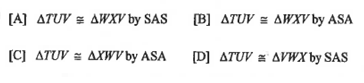 [A] ΔTUV ≅ ΔWXV by SAS [B] ΔTUV ≅ ΔWXV by ASA
[C] ΔTUV ≅ ΔXWV by ASA [D] ΔTUV ≅ ΔVWX by SAS